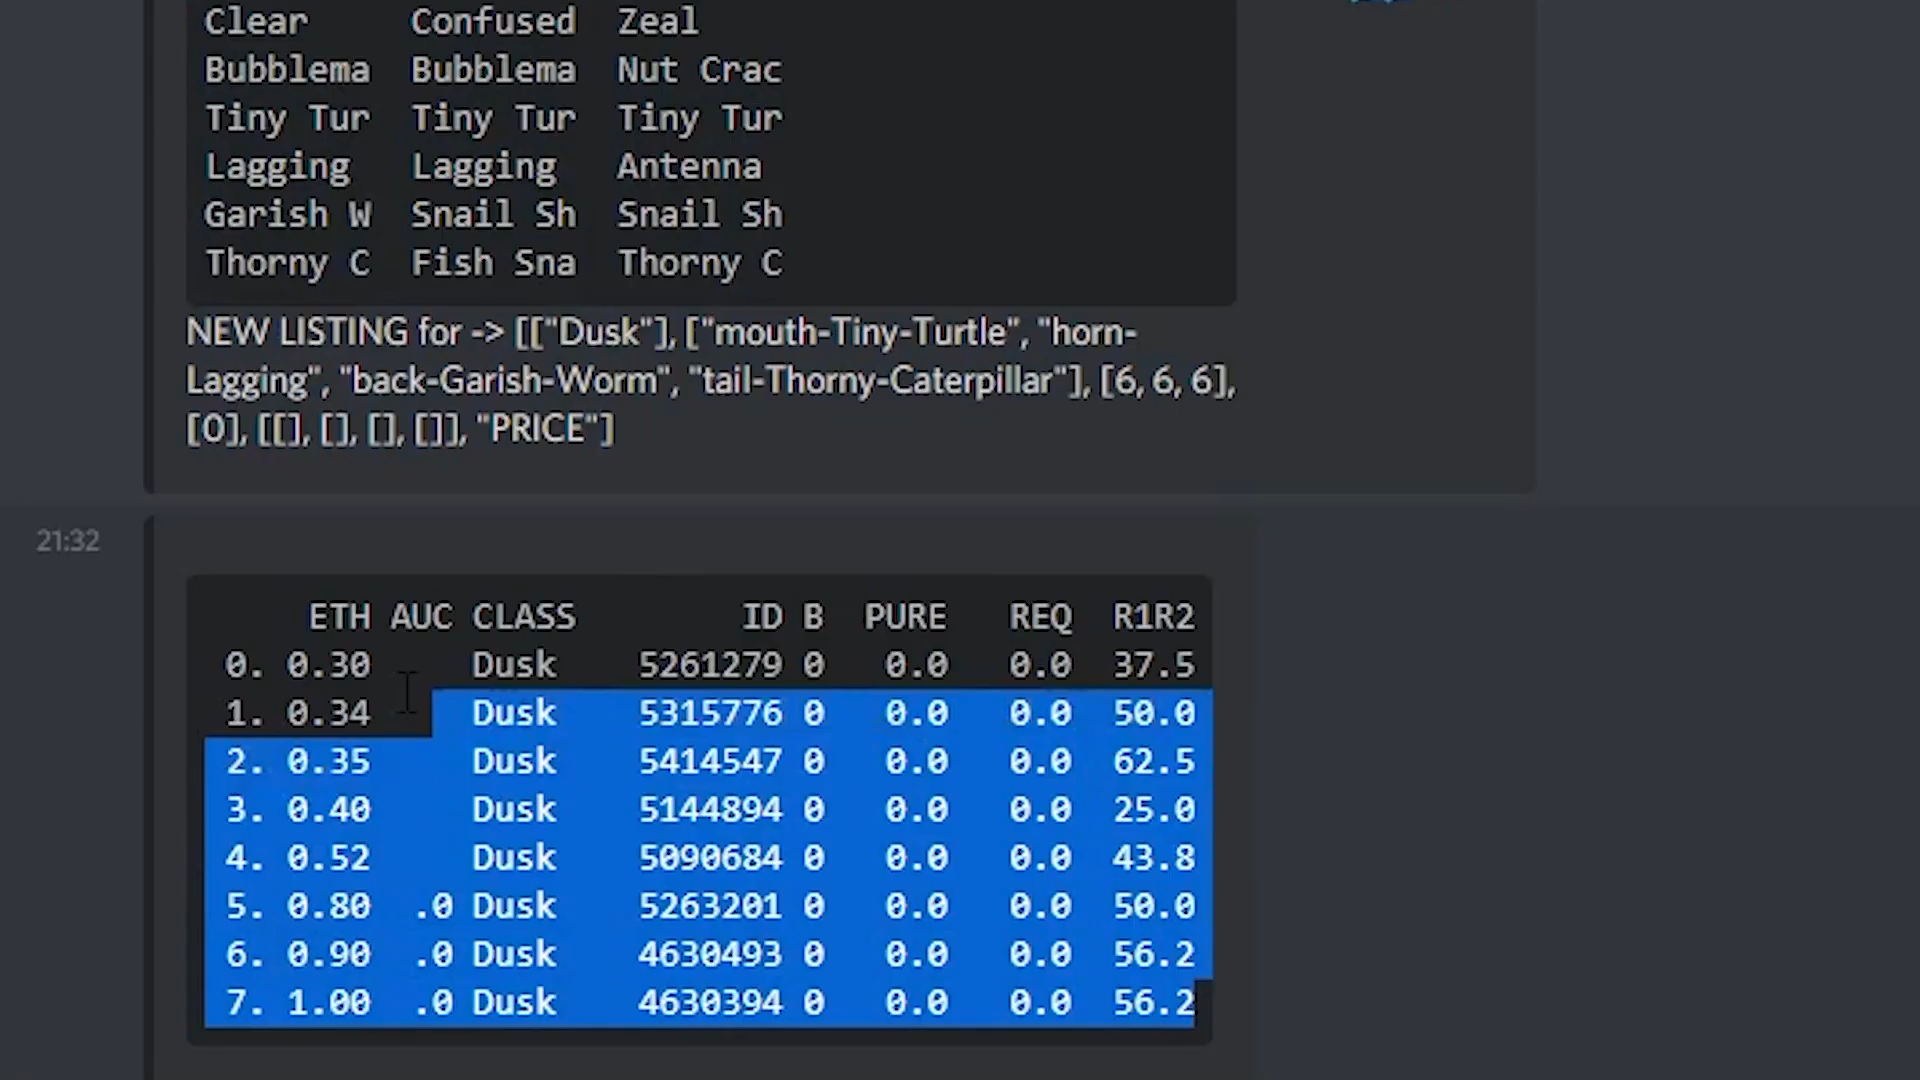 Clear     Confused  Zeal
Bubblema  Bubblema  Nut Crac
Tiny Tur  Tiny Tur  Tiny Tur
Lagging   Lagging   Antenna
Garish W  Snail Sh  Snail Sh
Thorny C  Fish Sna  Thorny C
NEW LISTING for -> [["Dusk"], ["mouth-Tiny-Turtle", "horn-
Lagging", "back-Garish-Worm", "tail-Thorny-Caterpillar"], [6, 6, 6],
[0], [[], [], [], []], "PRICE"]
21:32
ETH AUC CLASS        ID B  PURE   REQ  R1R2
0. 0.30     Dusk    5261279 0   0.0   0.0  37.5
1. 0.34     Dusk    5315776 0   0.0   0.0  50.0
2. 0.35     Dusk    5414547 0   0.0   0.0  62.5
3. 0.40     Dusk    5144894 0   0.0   0.0  25.0
4. 0.52     Dusk    5090684 0   0.0   0.0  43.8
5. 0.80  .0 Dusk    5263201 0   0.0   0.0  50.0
6. 0.90  .0 Dusk    4630493 0   0.0   0.0  56.2
7. 1.00  .0 Dusk    4630394 0   0.0   0.0  56.2